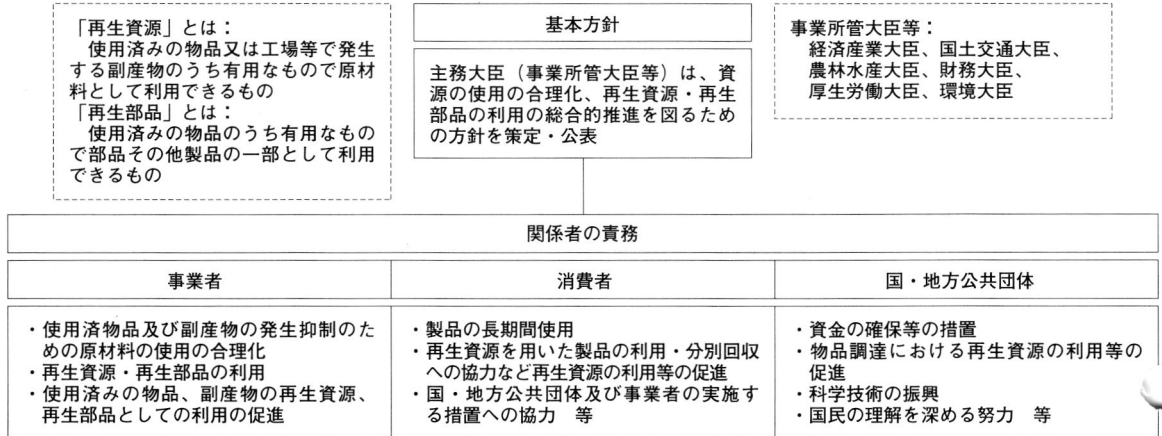 「再生資源」とは：
使用済みの物品又は工場等で発生
する副産物のうち有用なもので原材
料として利用できるもの
「再生部品」とは：
使用済みの物品のうち有用なもの
で部品その他製品の一部として利用
できるもの
基本方針
主務大臣（事業所管大臣等）は、資
源の使用の合理化、再生資源・再生
部品の利用の総合的推進を図るため
の方針を策定・公表
事業所管大臣等：
経済産業大臣、国土交通大臣、
農林水産大臣、財務大臣、
厚生労働大臣、環境大臣
関係者の責務
事業者
・使用済物品及び副産物の発生抑制のた
めの原材料の使用の合理化
・再生資源・再生部品の利用
・使用済みの物品、副産物の再生資源、
再生部品としての利用の促進
消費者
・製品の長期間使用
・再生資源を用いた製品の利用・分別回収
への協力など再生資源の利用等の促進
・国・地方公共団体及び事業者の実施す
る措置への協力　等
国・地方公共団体
・資金の確保等の措置
・物品調達における再生資源の利用等の
促進
・科学技術の振興
・国民の理解を深める努力　等